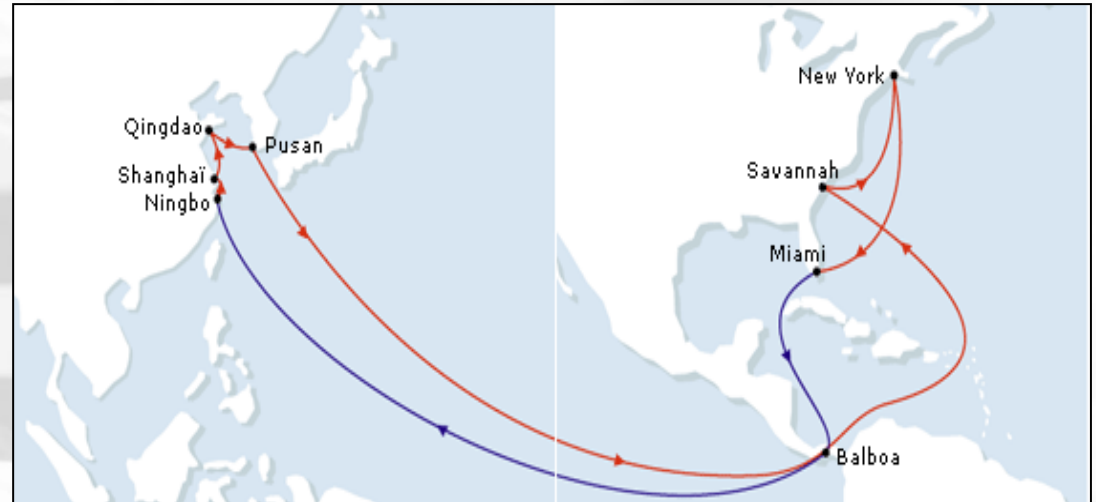 New York
Qingdao
Pusan
Shanghaï
Savannah
Ningbo
Miami
Balboa